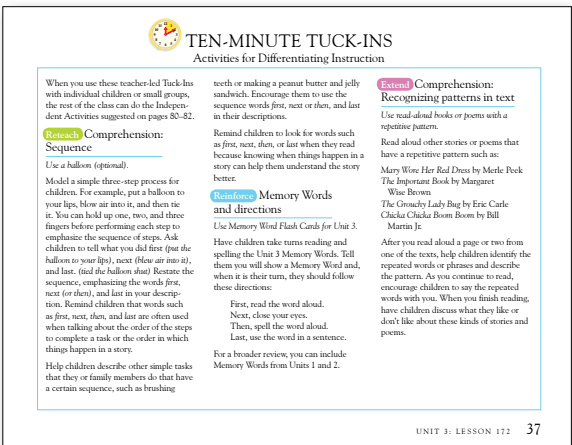 TEN-MINUTE TUCK-INS
Activities for Differentiating Instruction
When you use these teacher-led Tuck-Ins
with individual children or small groups,
the rest of the class can do the Indepen-
dent Activities suggested on pages 80–82.
Reteach Comprehension:
Sequence
Use a balloon (optional).
Model a simple three-step process for
children. For example, put a balloon to
your lips, blow air into it, and then tie
it. You can hold up one, two, and three
fingers before performing each step to
emphasize the sequence of steps. Ask
children to tell what you did first (put the
balloon to your lips), next (blew air into it),
and last. (tied the balloon shut) Restate the
sequence, emphasizing the words first,
next (or then), and last in your descrip-
tion. Remind children that words such
as first, next, then, and last are often used
when talking about the order of the steps
to complete a task or the order in which
things happen in a story.
Help children describe other simple tasks
that they or family members do that have
a certain sequence, such as brushing
teeth or making a peanut butter and jelly
sandwich. Encourage them to use the
sequence words first, next or then, and last
in their descriptions.
Remind children to look for words such
as first, next, then, or last when they read
because knowing when things happen in a
story can help them understand the story
better.
Reinforce Memory Words
and directions
Use Memory Word Flash Cards for Unit 3.
Have children take turns reading and
spelling the Unit 3 Memory Words. Tell
them you will show a Memory Word and,
when it is their turn, they should follow
these directions:
First, read the word aloud.
Next, close your eyes.
Then, spell the word aloud.
Last, use the word in a sentence.
For a broader review, you can include
Memory Words from Units 1 and 2.
Extend Comprehension:
Recognizing patterns in text
Use read-aloud books or poems with a
repetitive pattern.
Read aloud other stories or poems that
have a repetitive pattern such as:
Mary Wore Her Red Dress by Merle Peek
The Important Book by Margaret
Wise Brown
The Grouchy Lady Bug by Eric Carle
Chicka Chicka Boom Boom by Bill
Martin Jr.
After you read aloud a page or two from
one of the texts, help children identify the
repeated words or phrases and describe
the pattern. As you continue to read,
encourage children to say the repeated
words with you. When you finish reading,
have children discuss what they like or
don't like about these kinds of stories and
poems.
UNIT 3: LESSON 172 37